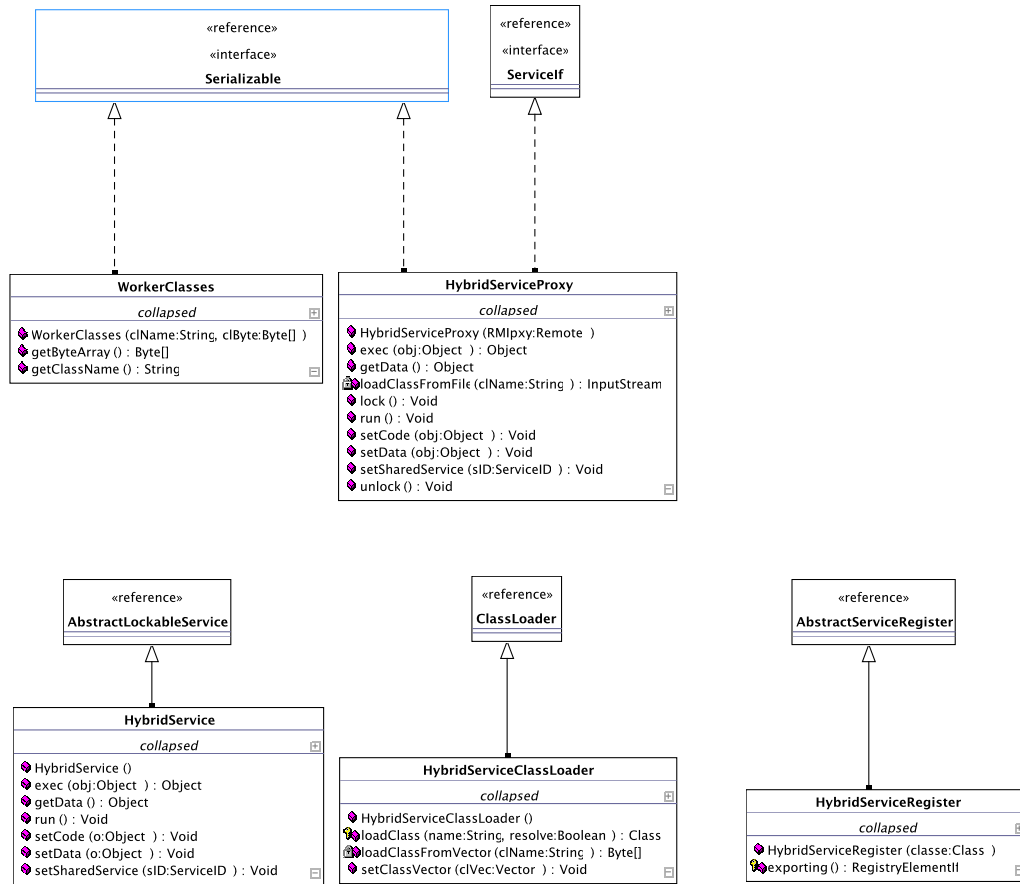 «reference»
«interface»
Serializable
«reference»
«interface»
ServiceIf
WorkerClasses
collapsed
WorkerClasses (clName:String, clByte:Byte[] )
getByteArray () : Byte[]
getClassName () : String
HybridServiceProxy
collapsed
HybridServiceProxy (RMIpxy:Remote )
exec (obj:Object ) : Object
getData () : Object
loadClassFromFile (clName:String ) : InputStream
lock () : Void
run () : Void
setCode (obj:Object ) : Void
setData (obj:Object ) : Void
setSharedService (sID:ServiceID ) : Void
unlock () : Void
«reference»
AbstractLockableService
«reference»
ClassLoader
«reference»
AbstractServiceRegister
HybridService
collapsed
HybridService ()
exec (obj:Object ) : Object
getData () : Object
run () : Void
setCode (o:Object ) : Void
setData (o:Object ) : Void
setSharedService (sID:ServiceID ) : Void
HybridServiceClassLoader
collapsed
HybridServiceClassLoader ()
loadClass (name:String, resolve:Boolean ) : Class
loadClassFromVector (clName:String ) : Byte[]
setClassVector (clVec:Vector ) : Void
HybridServiceRegister
collapsed
HybridServiceRegister (classe:Class )
exporting () : RegistryElementIf